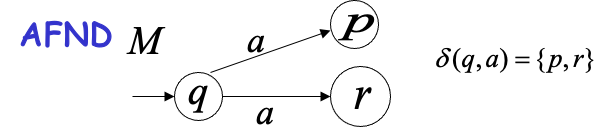 AFND M
a
p
δ(q,a) = {p,r}
q
a
r